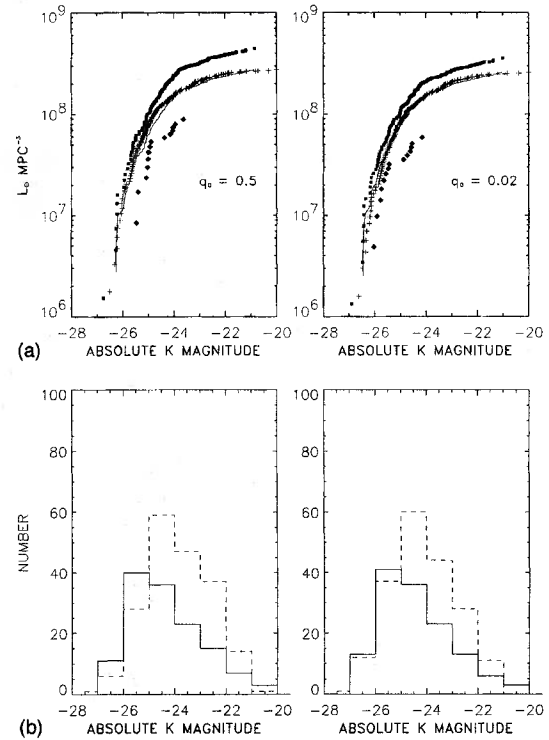 10⁹
10⁸
10⁷
10⁶
L⊙ MPC⁻³
q₀ = 0.5
-28 -26 -24 -22 -20
ABSOLUTE K MAGNITUDE
10⁹
10⁸
10⁷
10⁶
q₀ = 0.02
-28 -26 -24 -22 -20
ABSOLUTE K MAGNITUDE
(a)
100
80
60
40
20
0
NUMBER
-28 -26 -24 -22 -20
ABSOLUTE K MAGNITUDE
100
80
60
40
20
0
-28 -26 -24 -22 -20
ABSOLUTE K MAGNITUDE
(b)